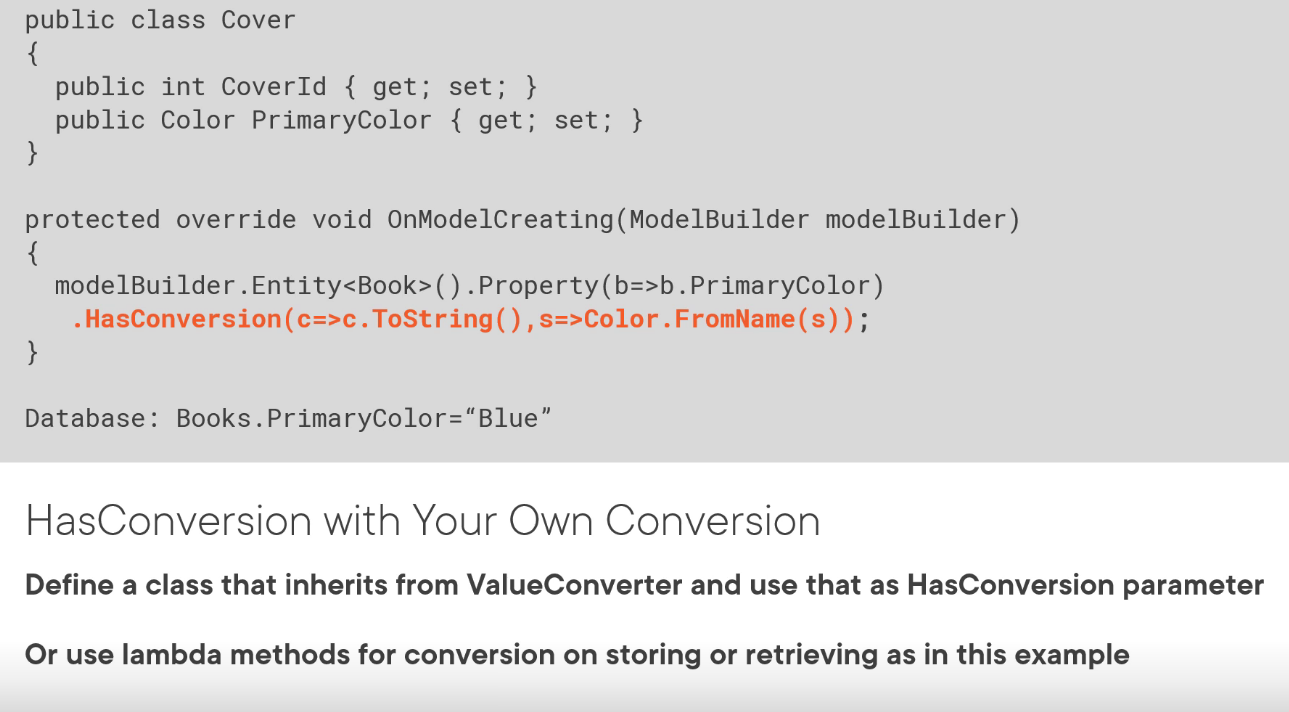 public class Cover
{
  public int CoverId { get; set; }
  public Color PrimaryColor { get; set; }
}

protected override void OnModelCreating(ModelBuilder modelBuilder)
{
  modelBuilder.Entity<Book>().Property(b=>b.PrimaryColor)
   .HasConversion(c=>c.ToString(),s=>Color.FromName(s));
}

Database: Books.PrimaryColor=“Blue”

HasConversion with Your Own Conversion
Define a class that inherits from ValueConverter and use that as HasConversion parameter
Or use lambda methods for conversion on storing or retrieving as in this example